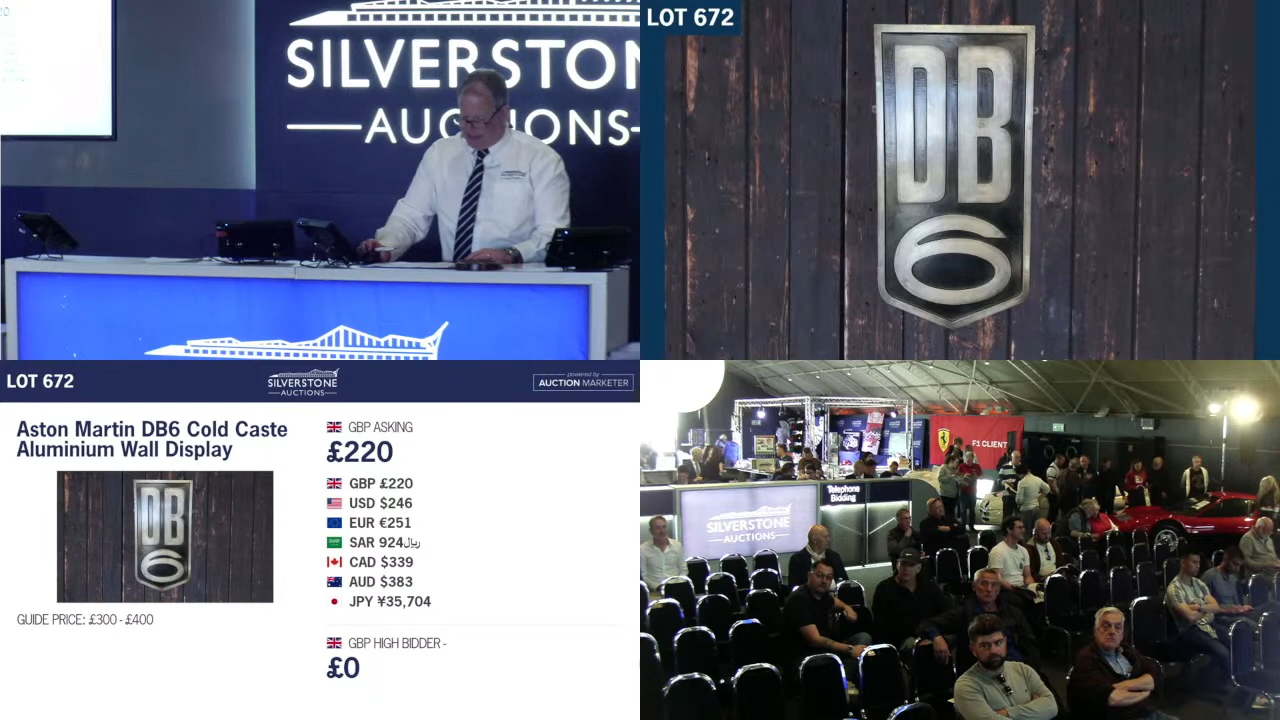 SILVERSTON
AUCTIONS
LOT 672
DB
6
LOT 672
SILVERSTONE
AUCTIONS
powered by
AUCTION MARKETER
Aston Martin DB6 Cold Caste
Aluminium Wall Display
DB
6
GUIDE PRICE: £300 - £400
GBP ASKING
£220
GBP £220
USD $246
EUR €251
SAR 924﷼
CAD $339
AUD $383
JPY ¥35,704
GBP HIGH BIDDER -
£0
F1 CLIENT
Telephone
Bidding
SILVERSTONE
AUCTIONS